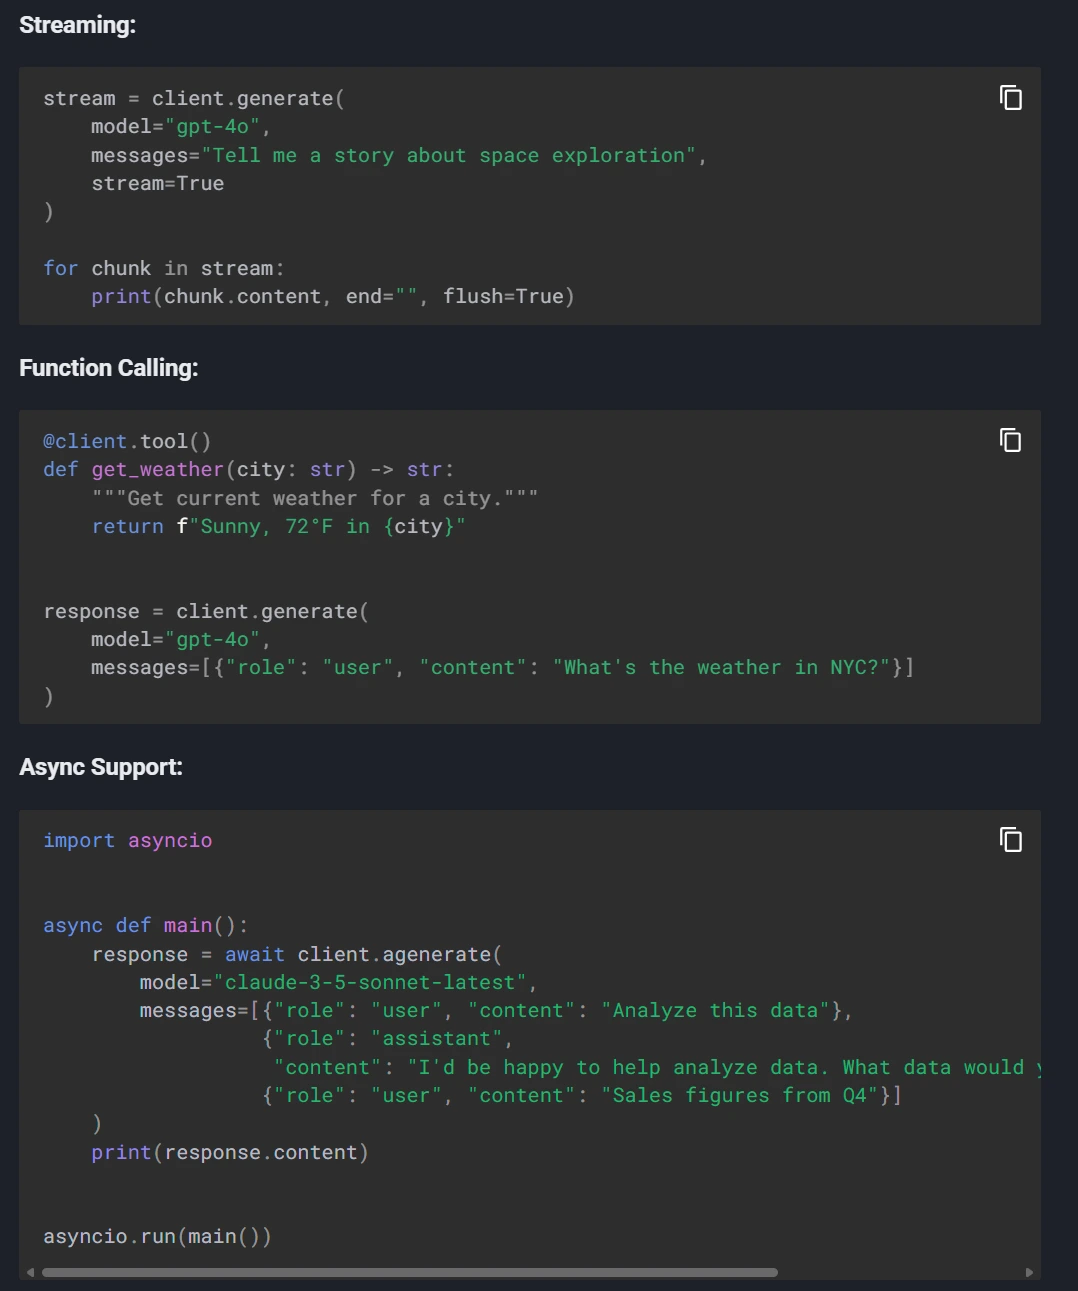 Streaming:
stream = client.generate(
    model="gpt-4o",
    messages="Tell me a story about space exploration",
    stream=True
)
for chunk in stream:
    print(chunk.content, end="", flush=True)
Function Calling:
@client.tool()
def get_weather(city: str) -> str:
    """Get current weather for a city."""
    return f"Sunny, 72°F in {city}"
response = client.generate(
    model="gpt-4o",
    messages=[{"role": "user", "content": "What's the weather in NYC?"}]
)
Async Support:
import asyncio
async def main():
    response = await client.agenerate(
        model="claude-3-5-sonnet-latest",
        messages=[{"role": "user", "content": "Analyze this data"},
                  {"role": "assistant",
                   "content": "I'd be happy to help analyze data. What data would
                  {"role": "user", "content": "Sales figures from Q4"}]
    )
    print(response.content)
asyncio.run(main())